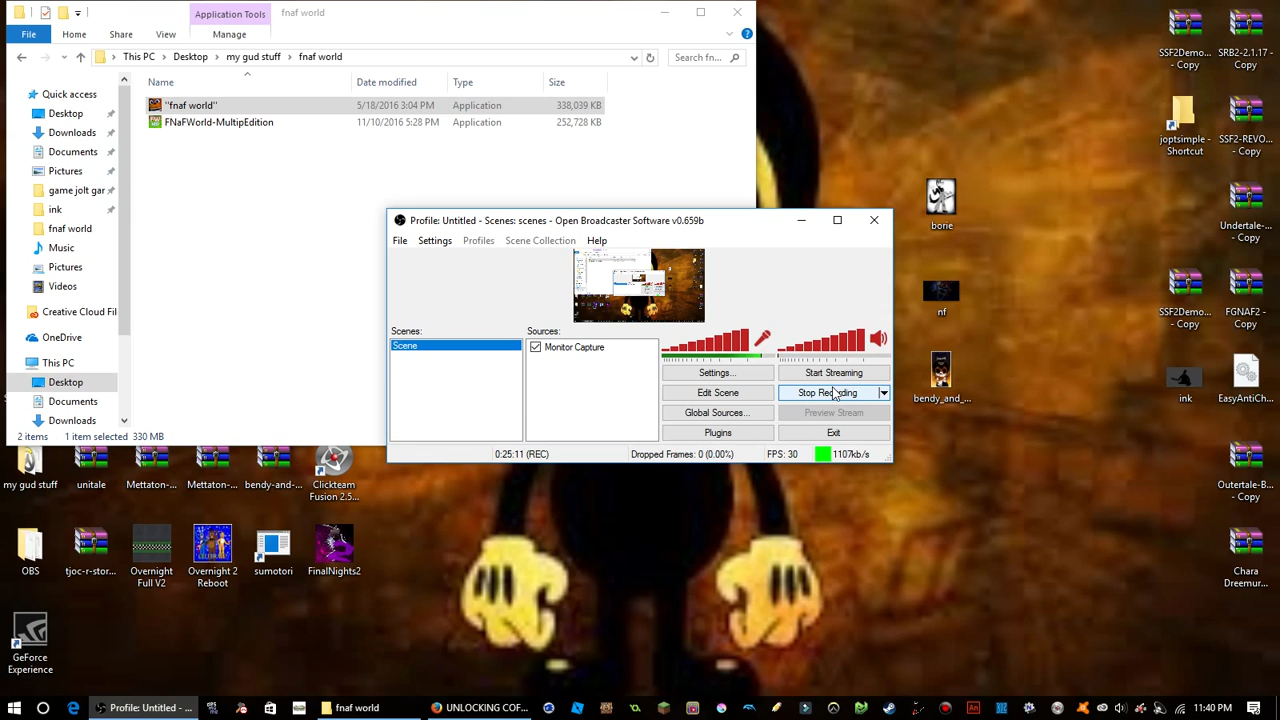 Application Tools
fnaf world
File
Home
Share
View
Manage
This PC
Desktop
my gud stuff
fnaf world
Search fn...
Name
Date modified
Type
Size
Quick access
Desktop
Downloads
Documents
Pictures
game jolt gar
ink
fnaf world
Music
Pictures
Videos
Creative Cloud Fil
OneDrive
This PC
Desktop
Documents
Downloads
"fnaf world"
5/18/2016 3:04 PM
Application
338,039 KB
FNaFWorld-MultipEdition
11/10/2016 5:28 PM
Application
252,728 KB
2 items
1 item selected 330 MB
Profile: Untitled - Scenes: scenes - Open Broadcaster Software v0.659b
File
Settings
Profiles
Scene Collection
Help
Scenes:
Sources:
Scene
Monitor Capture
Settings...
Start Streaming
Edit Scene
Stop Recording
Global Sources...
Preview Stream
Plugins
Exit
0:25:11 (REC)
Dropped Frames: 0 (0.00%)
FPS: 30
1107kb/s
borie
nf
bendy_and_...
SSF2Demo... - Copy
SRB2-2.1.17 - Copy
joptsimple - Shortcut
SSF2-REVO... - Copy
Undertale-... - Copy
SSF2Demo... - Copy
FGNAF2 - Copy
ink
EasyAntiCh...
Outertale-B... - Copy
Chara Dreemur...
my gud stuff
unitale
Mettaton-...
Mettaton-...
bendy-and-...
Clickteam Fusion 2.5...
OBS
tjoc-r-stor...
Overnight Full V2
Overnight 2 Reboot
sumotori
FinalNights2
GeForce Experience
Profile: Untitled - ...
fnaf world
UNLOCKING COF...
11:40 PM